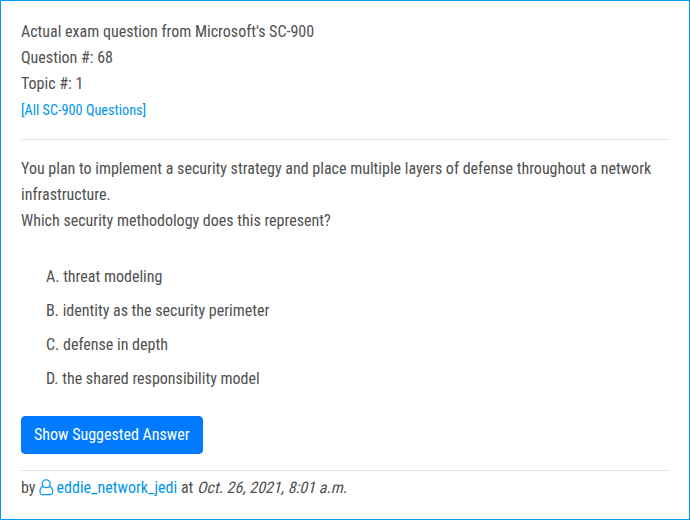 Actual exam question from Microsoft's SC-900
Question #: 68
Topic #: 1
[All SC-900 Questions]
You plan to implement a security strategy and place multiple layers of defense throughout a network
infrastructure.
Which security methodology does this represent?
A. threat modeling
B. identity as the security perimeter
C. defense in depth
D. the shared responsibility model
Show Suggested Answer
by eddie_network_jedi at Oct. 26, 2021, 8:01 a.m.